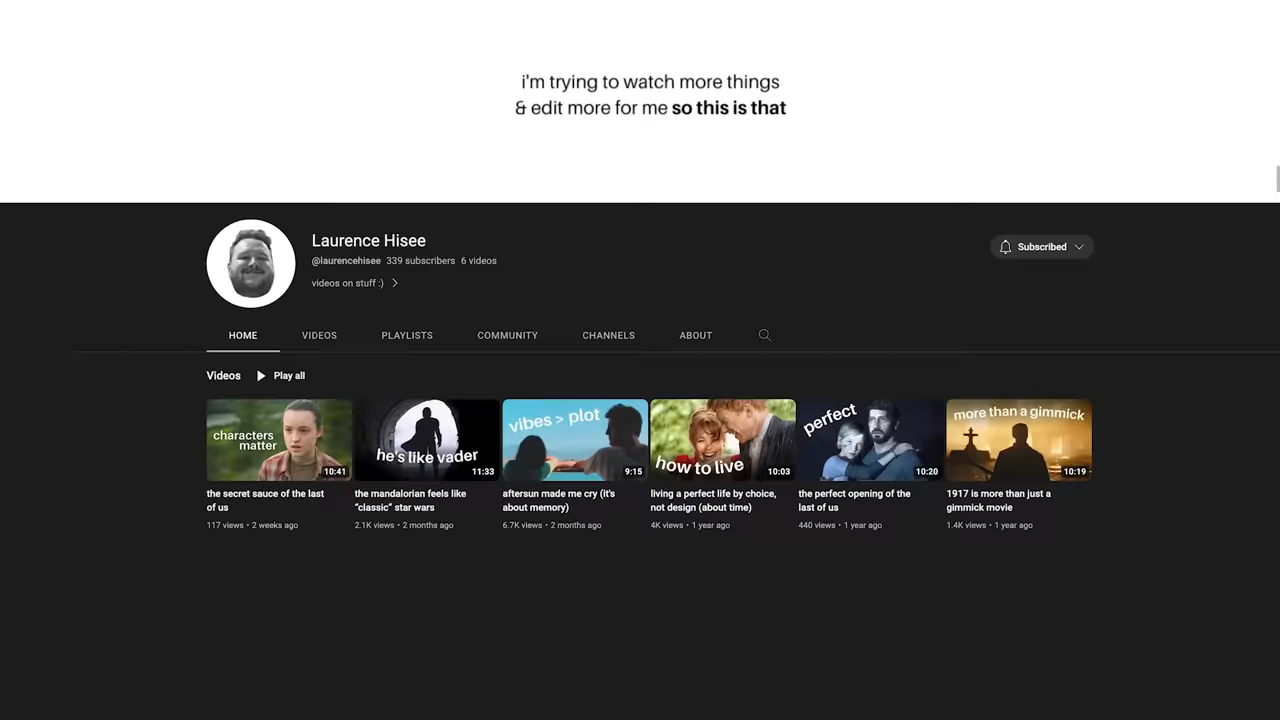 i'm trying to watch more things
& edit more for me so this is that
Laurence Hisee
@laurencehisee 339 subscribers 6 videos
videos on stuff :)
Subscribed
HOME VIDEOS PLAYLISTS COMMUNITY CHANNELS ABOUT
Videos Play all
characters
matter
10:41
he's like vader
11:33
vibes > plot
9:15
how to live
10:03
perfect
10:20
more than a gimmick
10:19
the secret sauce of the last
of us
117 views • 2 weeks ago
the mandalorian feels like
“classic” star wars
2.1K views • 2 months ago
aftersun made me cry (it's
about memory)
6.7K views • 2 months ago
living a perfect life by choice,
not design (about time)
4K views • 1 year ago
the perfect opening of the
last of us
440 views • 1 year ago
1917 is more than just a
gimmick movie
1.4K views • 1 year ago